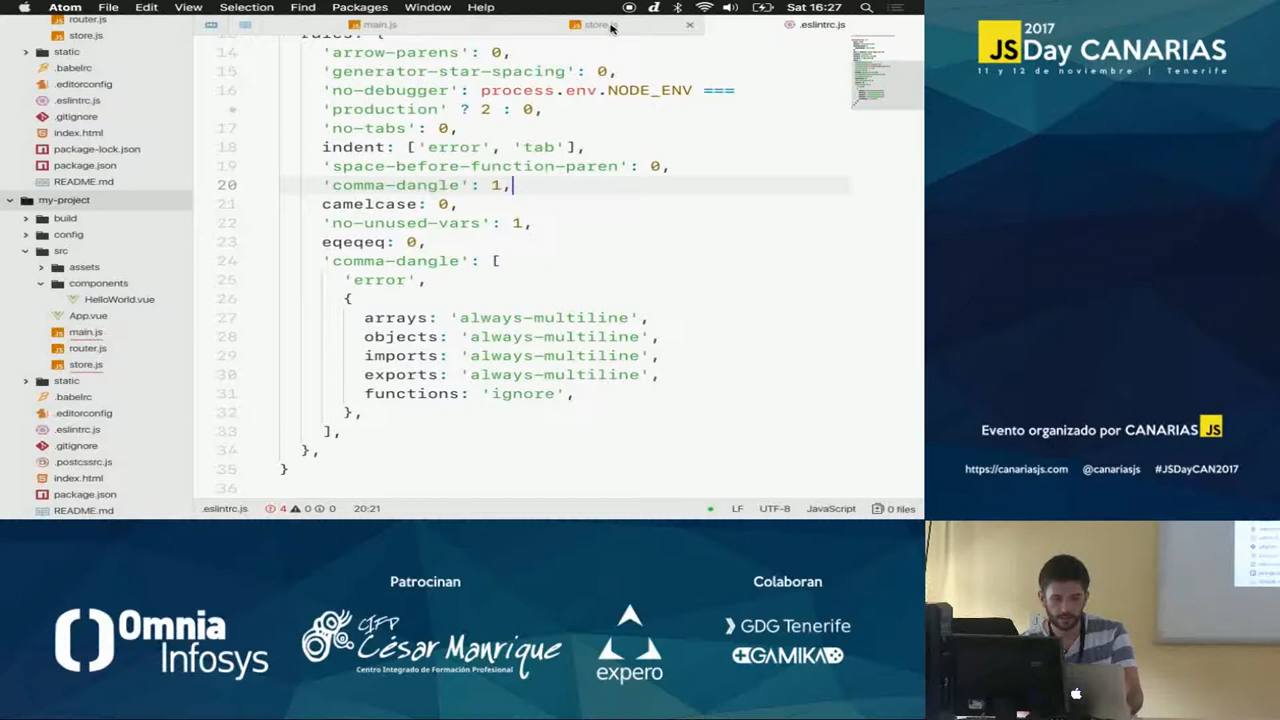 Atom File Edit View Selection Find Packages Window Help Sat 16:27
router.js
store.js
static
.babelrc
.editorconfig
.eslintrc.js
.gitignore
index.html
package-lock.json
package.json
README.md
my-project
build
config
src
assets
components
HelloWorld.vue
App.vue
main.js
router.js
store.js
static
.babelrc
.editorconfig
.eslintrc.js
.gitignore
.postcssrc.js
index.html
package.json
README.md
main.js store.js .eslintrc.js
rules: {
14 'arrow-parens': 0,
15 'generator-star-spacing': 0,
16 'no-debugger': process.env.NODE_ENV ===
'production' ? 2 : 0,
17 'no-tabs': 0,
18 indent: ['error', 'tab'],
19 'space-before-function-paren': 0,
20 'comma-dangle': 1,
21 camelcase: 0,
22 'no-unused-vars': 1,
23 eqeqeq: 0,
24 'comma-dangle': [
25 'error',
26 {
27 arrays: 'always-multiline',
28 objects: 'always-multiline',
29 imports: 'always-multiline',
30 exports: 'always-multiline',
31 functions: 'ignore',
32 },
33 ],
34 },
35 }
36
.eslintrc.js 4 0 0 20:21 LF UTF-8 JavaScript 0 files
2017
JSDay CANARIAS
11 y 12 de noviembre | Tenerife
Evento organizado por CANARIAS JS
https://canariasjs.com @canariasjs #JSDayCAN2017
Patrocinan
Omnia
Infosys
CIFP
César Manrique
Centro Integrado de Formación Profesional
expero
Colaboran
GDG Tenerife
GAMIKA